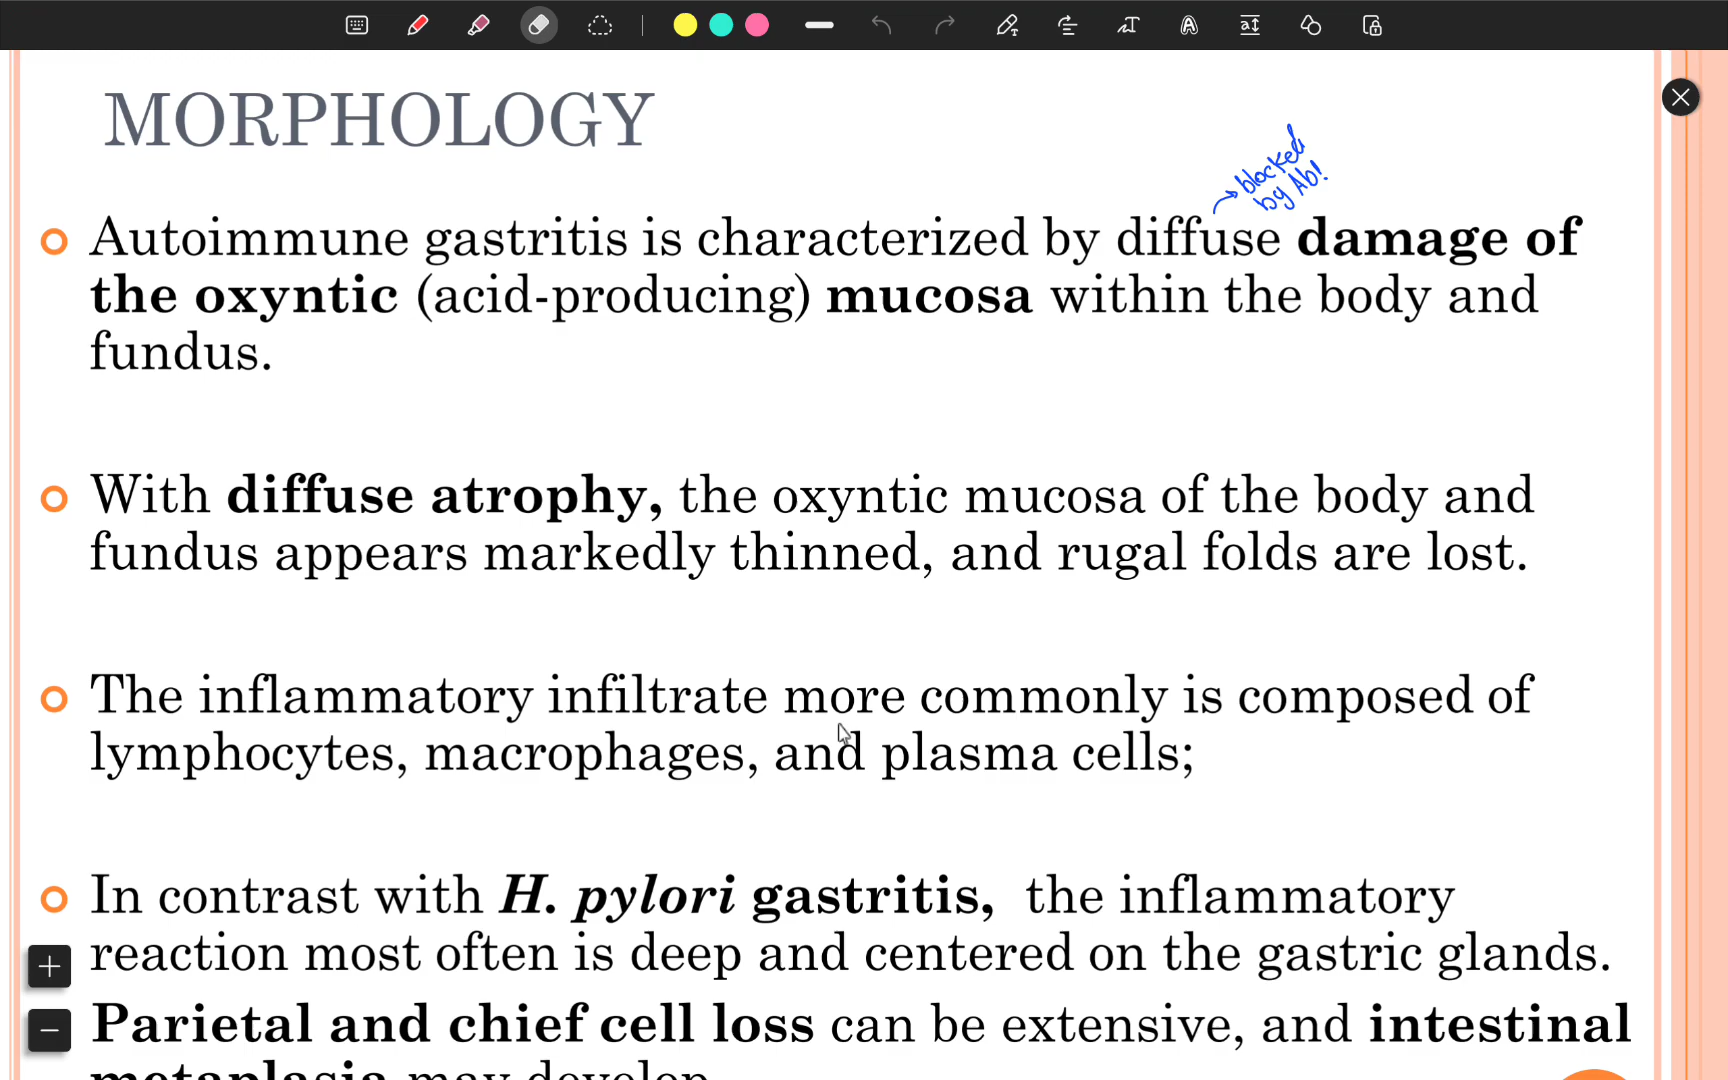 MORPHOLOGY
→ blocked
by Ab!
Autoimmune gastritis is characterized by diffuse damage of
the oxyntic (acid-producing) mucosa within the body and
fundus.
With diffuse atrophy, the oxyntic mucosa of the body and
fundus appears markedly thinned, and rugal folds are lost.
The inflammatory infiltrate more commonly is composed of
lymphocytes, macrophages, and plasma cells;
In contrast with H. pylori gastritis, the inflammatory
reaction most often is deep and centered on the gastric glands.
Parietal and chief cell loss can be extensive, and intestinal
metaplasia may develop